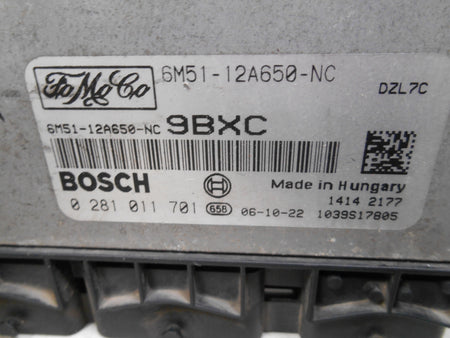 FoMoCo 6M51-12A650-NC DZL7C
6M51-12A650-NC 9BXC
BOSCH Made in Hungary
0 281 011 701 658 06-10-22 1039S17805
1414 2177